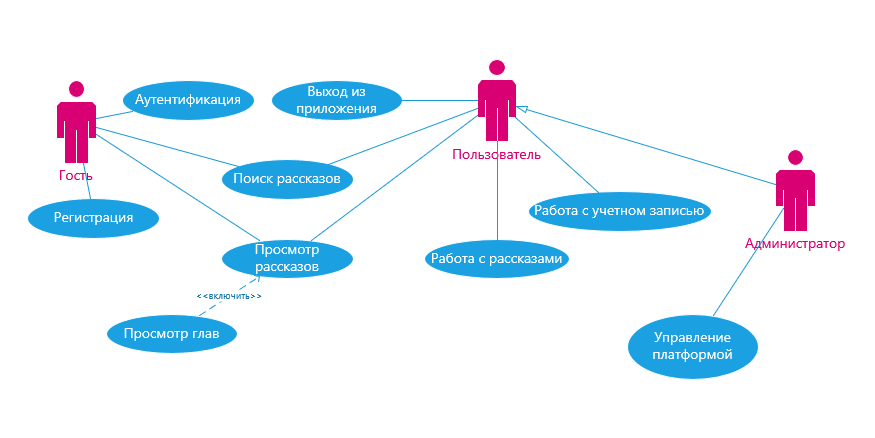 Выход из
приложения
Аутентификация
Пользователь
Гость
Поиск рассказов
Регистрация
Работа с учетном записью
Администратор
Просмотр
рассказов
Работа с рассказами
<<включить>>
Просмотр глав
Управление
платформой